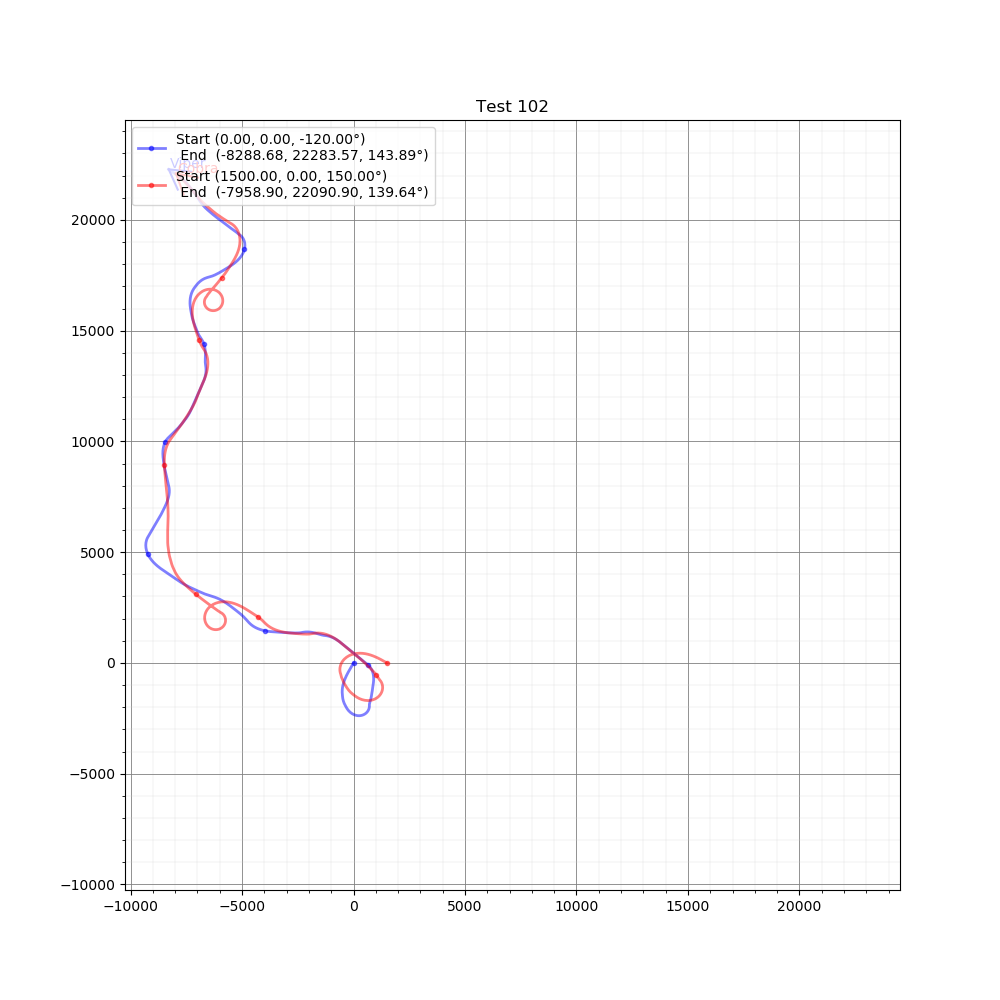 Test 102
Start (0.00, 0.00, -120.00°)
End (-8288.68, 22283.57, 143.89°)
Start (1500.00, 0.00, 150.00°)
End (-7958.90, 22090.90, 139.64°)
20000
15000
10000
5000
0
−5000
−10000
−10000 −5000 0 5000 10000 15000 20000